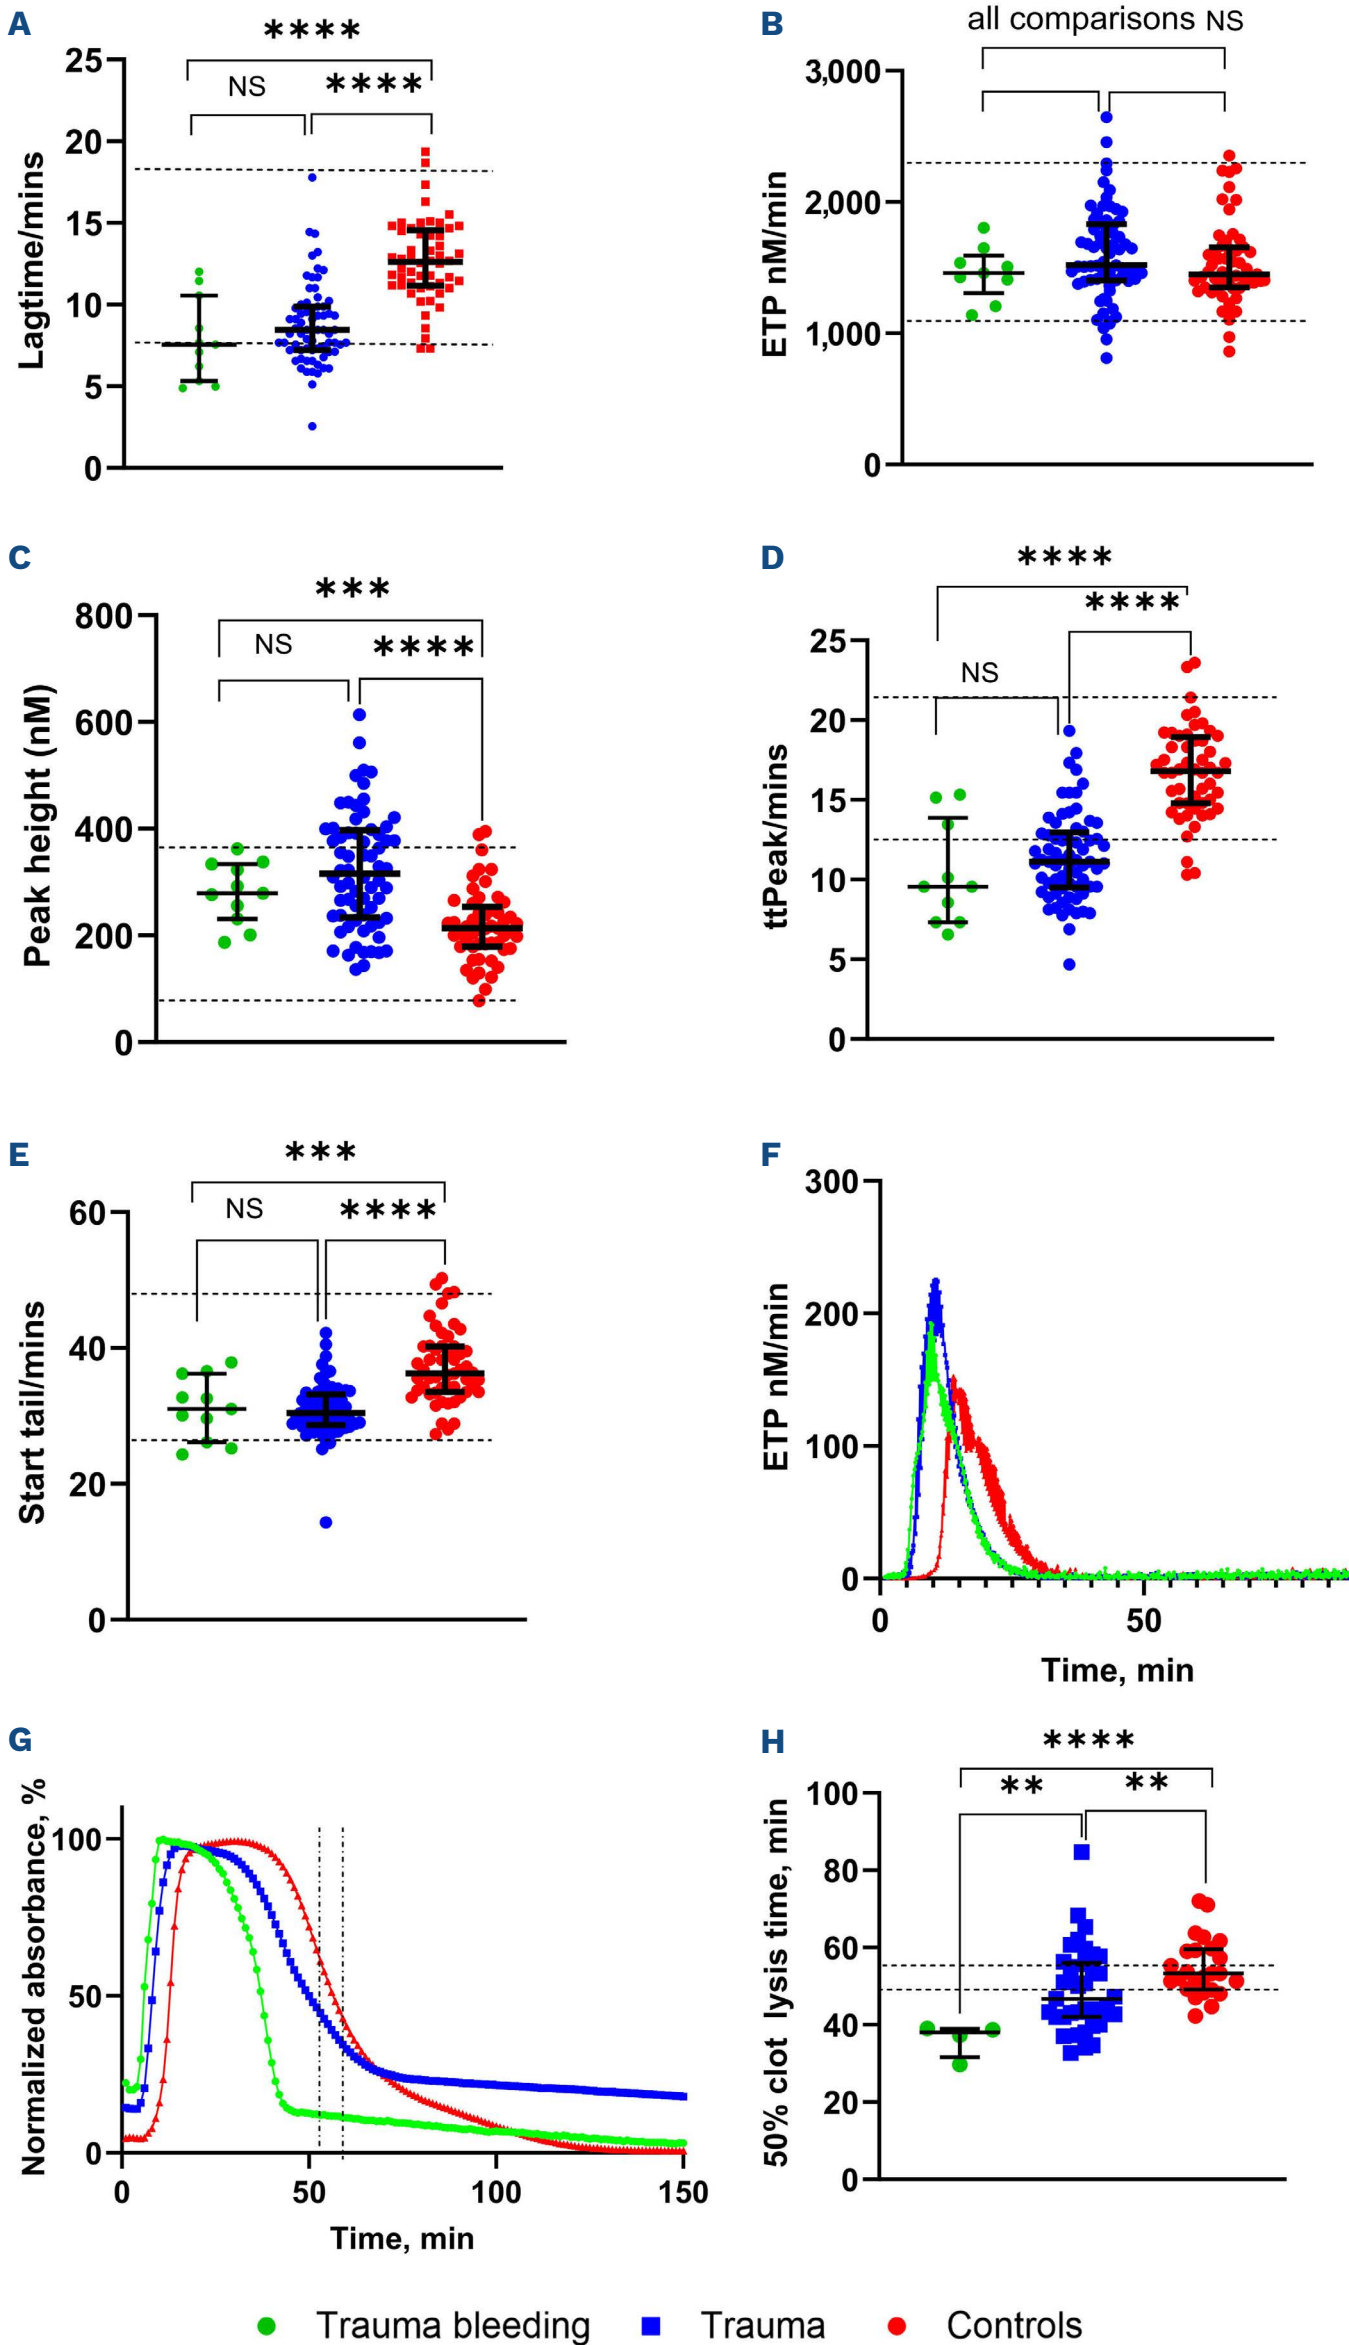 A
****
NS
****
25
20
15
10
5
0
Lagtime/mins
B
all comparisons NS
3,000
2,000
1,000
0
ETP nM/min
C
***
NS
****
800
600
400
200
0
Peak height (nM)
D
****
****
NS
25
20
15
10
5
0
ttPeak/mins
E
***
NS
****
60
40
20
0
Start tail/mins
F
300
200
100
0
ETP nM/min
0
50
Time, min
G
100
50
0
Normalized absorbance, %
0
50
100
150
Time, min
H
****
**
**
100
80
60
40
20
0
50% clot lysis time, min
Trauma bleeding
Trauma
Controls